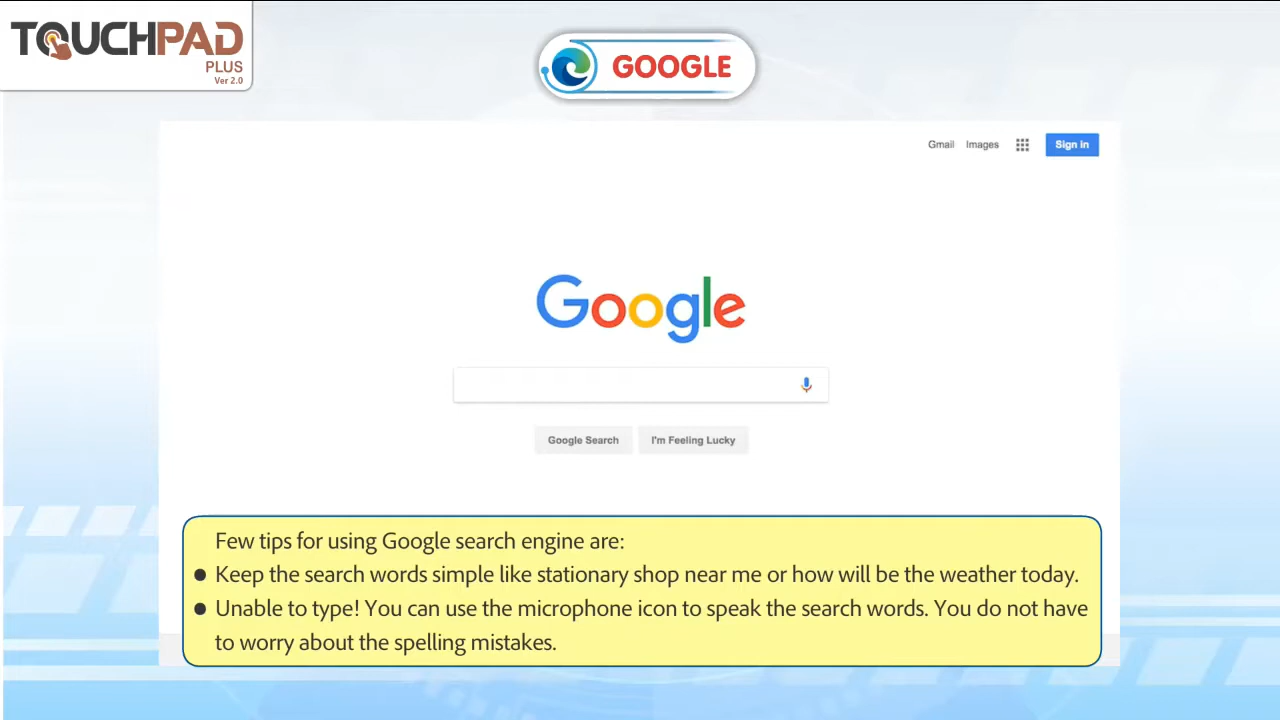 TOUCHPAD
PLUS
Ver 2.0
GOOGLE
Gmail Images Sign in
Google
Google Search I'm Feeling Lucky
Few tips for using Google search engine are:
● Keep the search words simple like stationary shop near me or how will be the weather today.
● Unable to type! You can use the microphone icon to speak the search words. You do not have
to worry about the spelling mistakes.